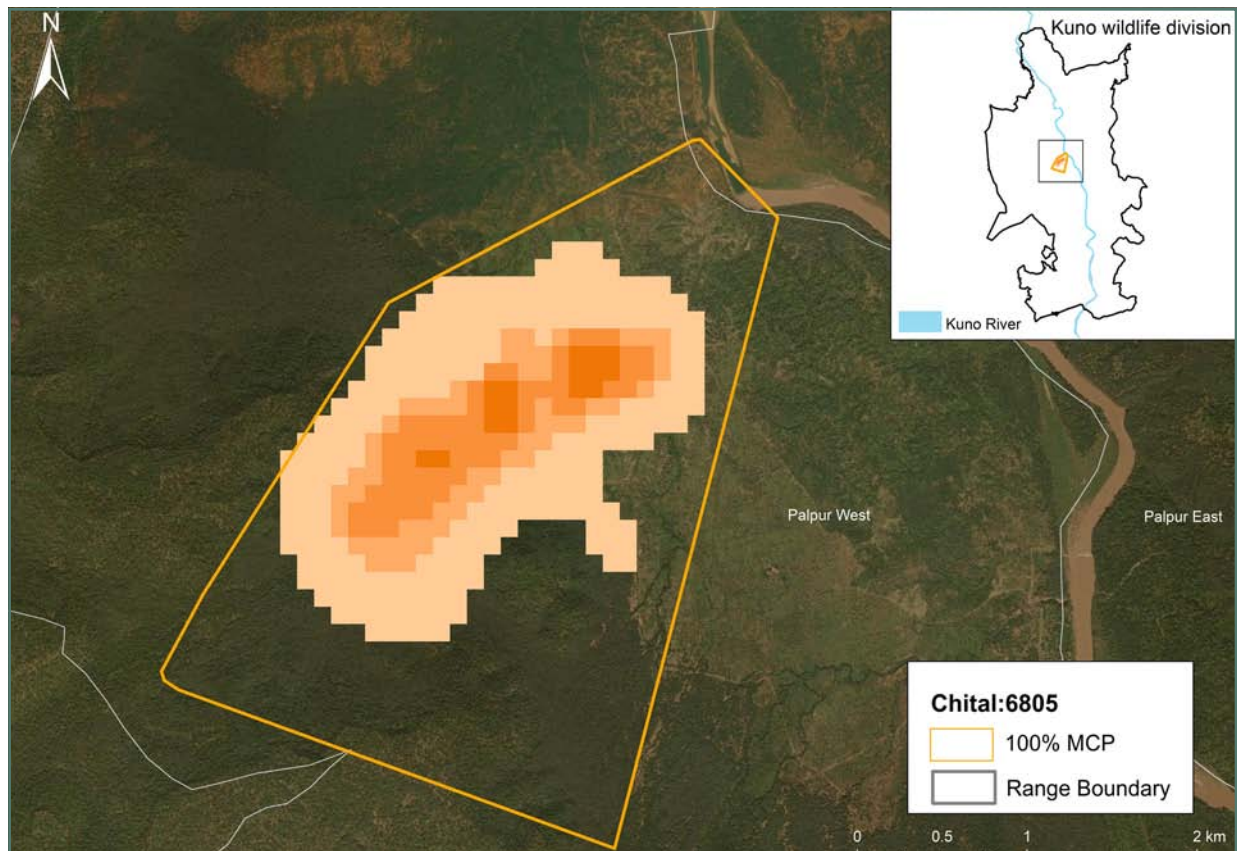 N
Kuno wildlife division
Kuno River
Palpur West
Palpur East
Chital:6805
100% MCP
Range Boundary
0 0.5 1 2 km